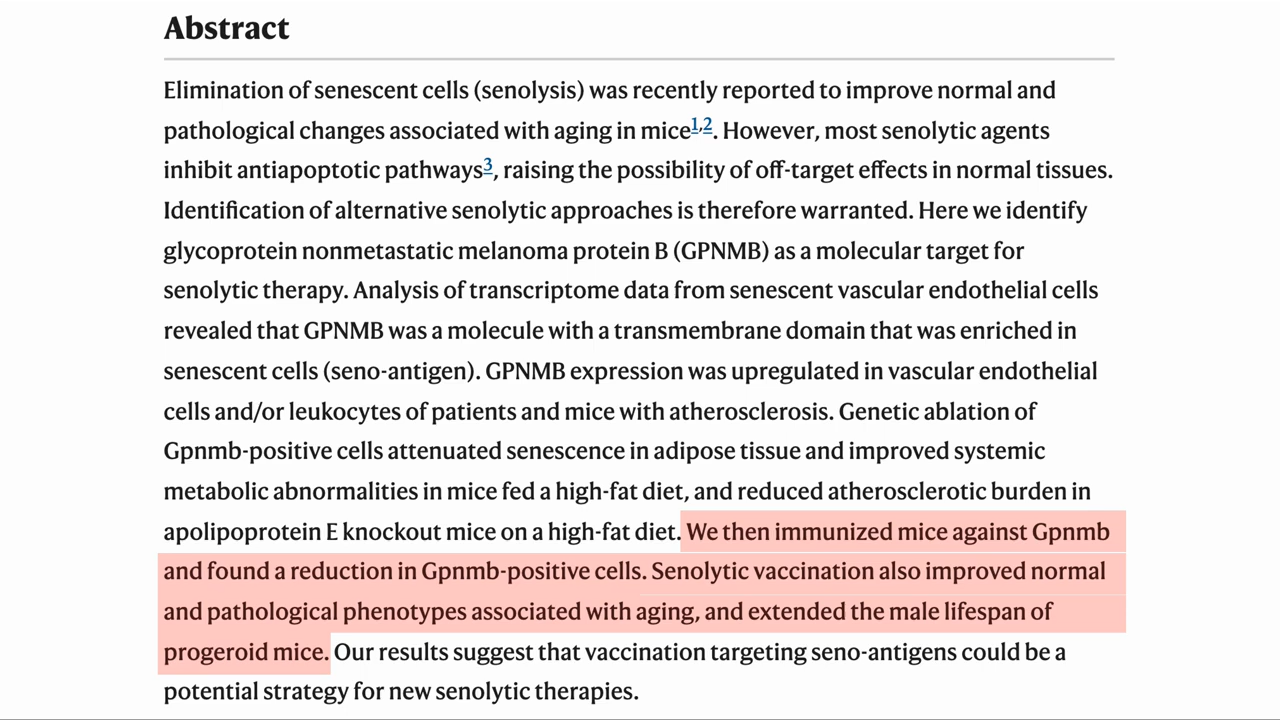 Abstract
Elimination of senescent cells (senolysis) was recently reported to improve normal and
pathological changes associated with aging in mice1,2. However, most senolytic agents
inhibit antiapoptotic pathways3, raising the possibility of off-target effects in normal tissues.
Identification of alternative senolytic approaches is therefore warranted. Here we identify
glycoprotein nonmetastatic melanoma protein B (GPNMB) as a molecular target for
senolytic therapy. Analysis of transcriptome data from senescent vascular endothelial cells
revealed that GPNMB was a molecule with a transmembrane domain that was enriched in
senescent cells (seno-antigen). GPNMB expression was upregulated in vascular endothelial
cells and/or leukocytes of patients and mice with atherosclerosis. Genetic ablation of
Gpnmb-positive cells attenuated senescence in adipose tissue and improved systemic
metabolic abnormalities in mice fed a high-fat diet, and reduced atherosclerotic burden in
apolipoprotein E knockout mice on a high-fat diet. We then immunized mice against Gpnmb
and found a reduction in Gpnmb-positive cells. Senolytic vaccination also improved normal
and pathological phenotypes associated with aging, and extended the male lifespan of
progeroid mice. Our results suggest that vaccination targeting seno-antigens could be a
potential strategy for new senolytic therapies.